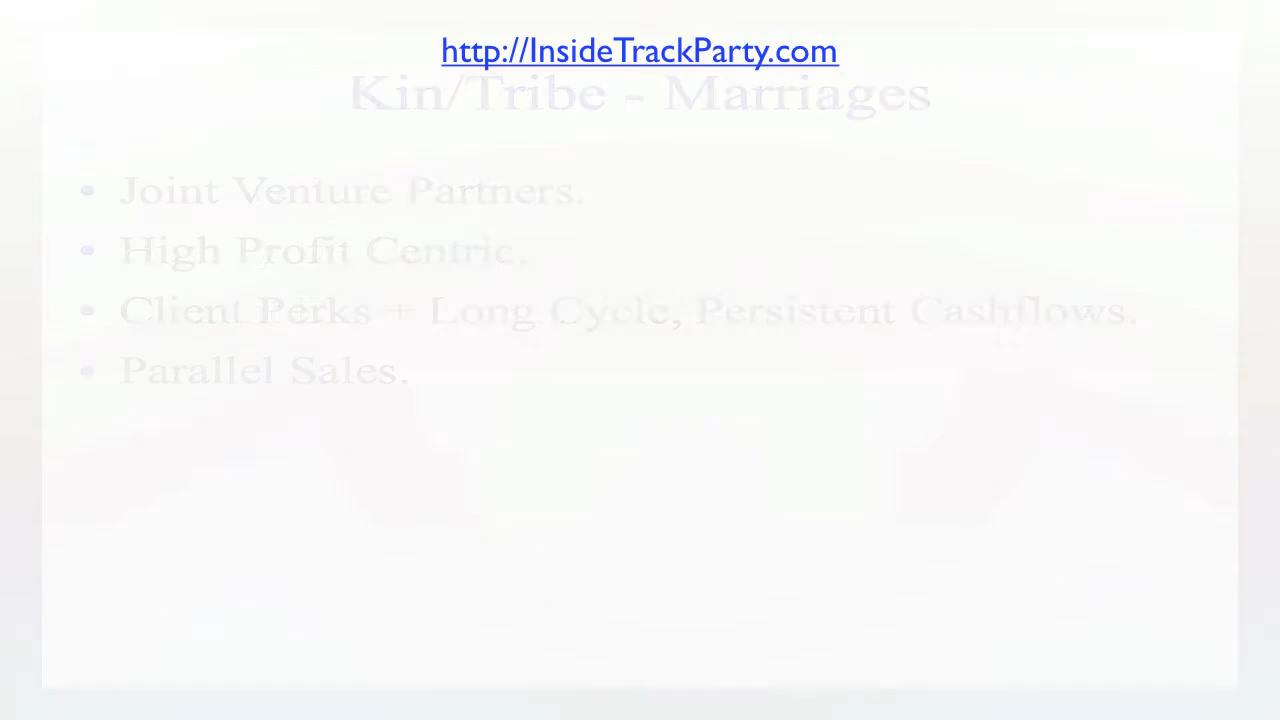 http://InsideTrackParty.com
Kin/Tribe - Marriages
• Joint Venture Partners.
• High Profit Centric.
• Client Perks + Long Cycle, Persistent Cashflows.
• Parallel Sales.